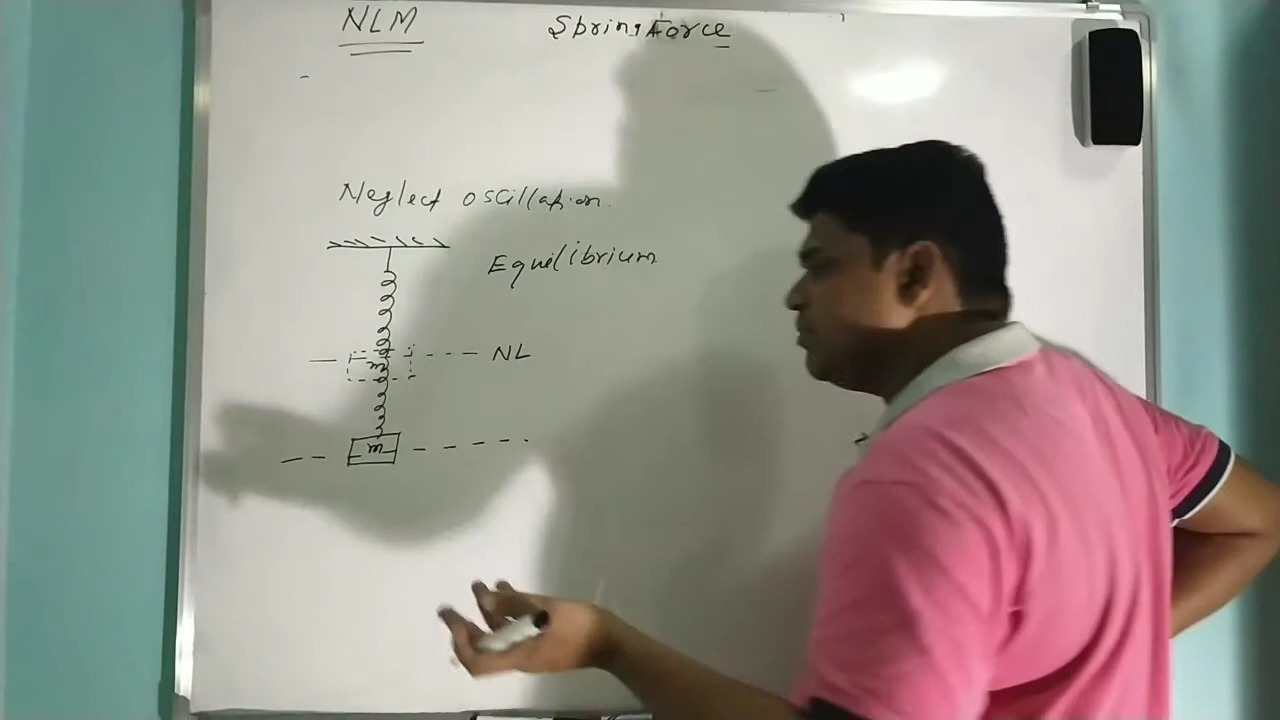 NLM
Spring Force
Neglect oscillation.
Equilibrium
m
NL
m